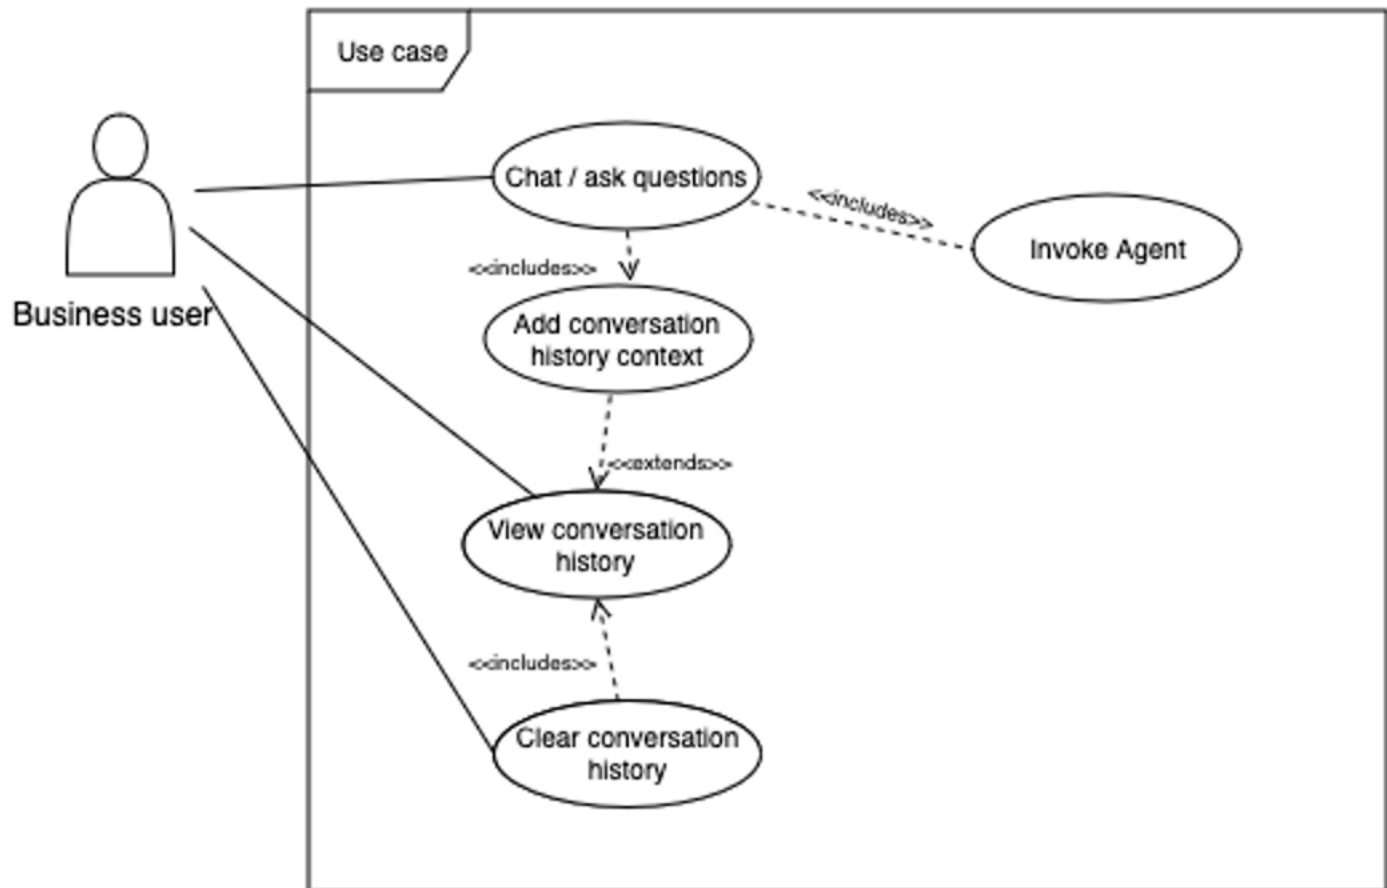 Use case
Chat / ask questions
<<includes>>
Invoke Agent
<<includes>>
Business user
Add conversation
history context
<<extends>>
View conversation
history
<<includes>>
Clear conversation
history